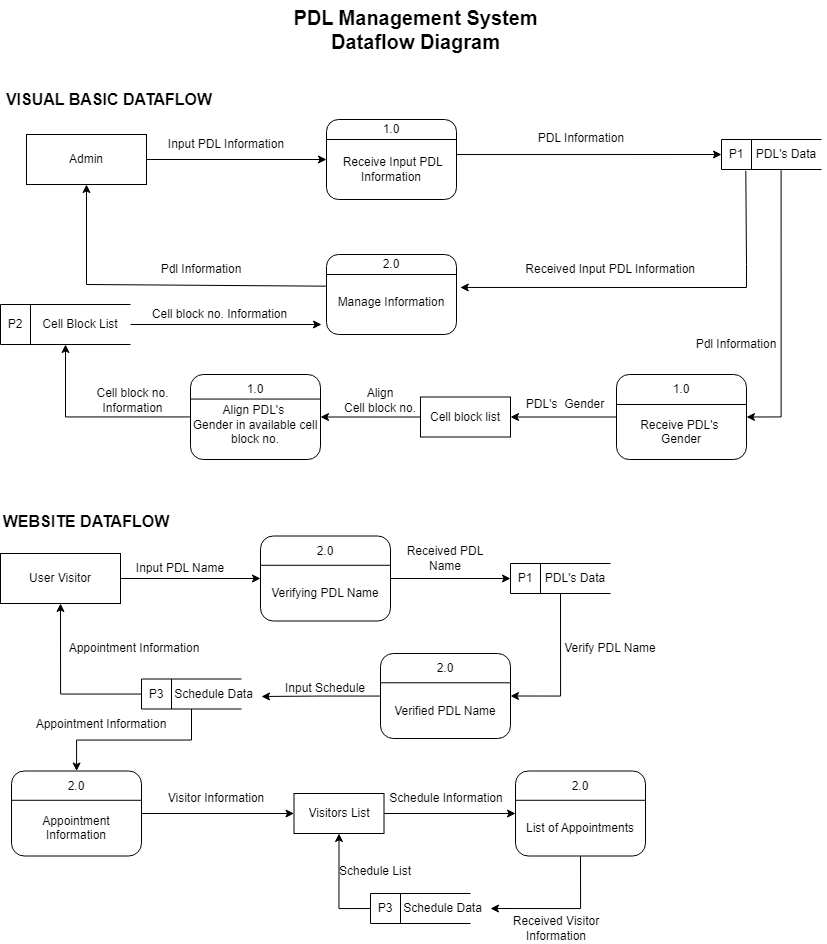 PDL Management System
Dataflow Diagram
VISUAL BASIC DATAFLOW
Admin
Input PDL Information
1.0
Receive Input PDL
Information
PDL Information
P1
PDL's Data
Pdl Information
2.0
Manage Information
Received Input PDL Information
P2
Cell Block List
Cell block no. Information
Pdl Information
Cell block no.
Information
1.0
Align PDL's
Gender in available cell
block no.
Align
Cell block no.
Cell block list
PDL's  Gender
1.0
Receive PDL's
Gender
WEBSITE DATAFLOW
User Visitor
Input PDL Name
2.0
Verifying PDL Name
Received PDL
Name
P1
PDL's Data
Appointment Information
Verify PDL Name
P3
Schedule Data
Input Schedule
2.0
Verified PDL Name
Appointment Information
2.0
Appointment
Information
Visitor Information
Visitors List
Schedule Information
2.0
List of Appointments
Schedule List
P3
Schedule Data
Received Visitor
Information